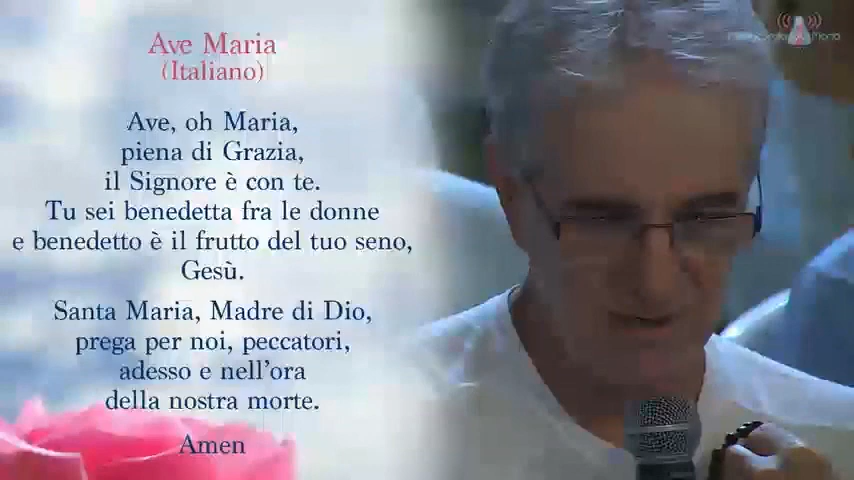 Ave Maria
(Italiano)
Ave, oh Maria,
piena di Grazia,
il Signore è con te.
Tu sei benedetta fra le donne
e benedetto è il frutto del tuo seno,
Gesù.
Santa Maria, Madre di Dio,
prega per noi, peccatori,
adesso e nell'ora
della nostra morte.
Amen